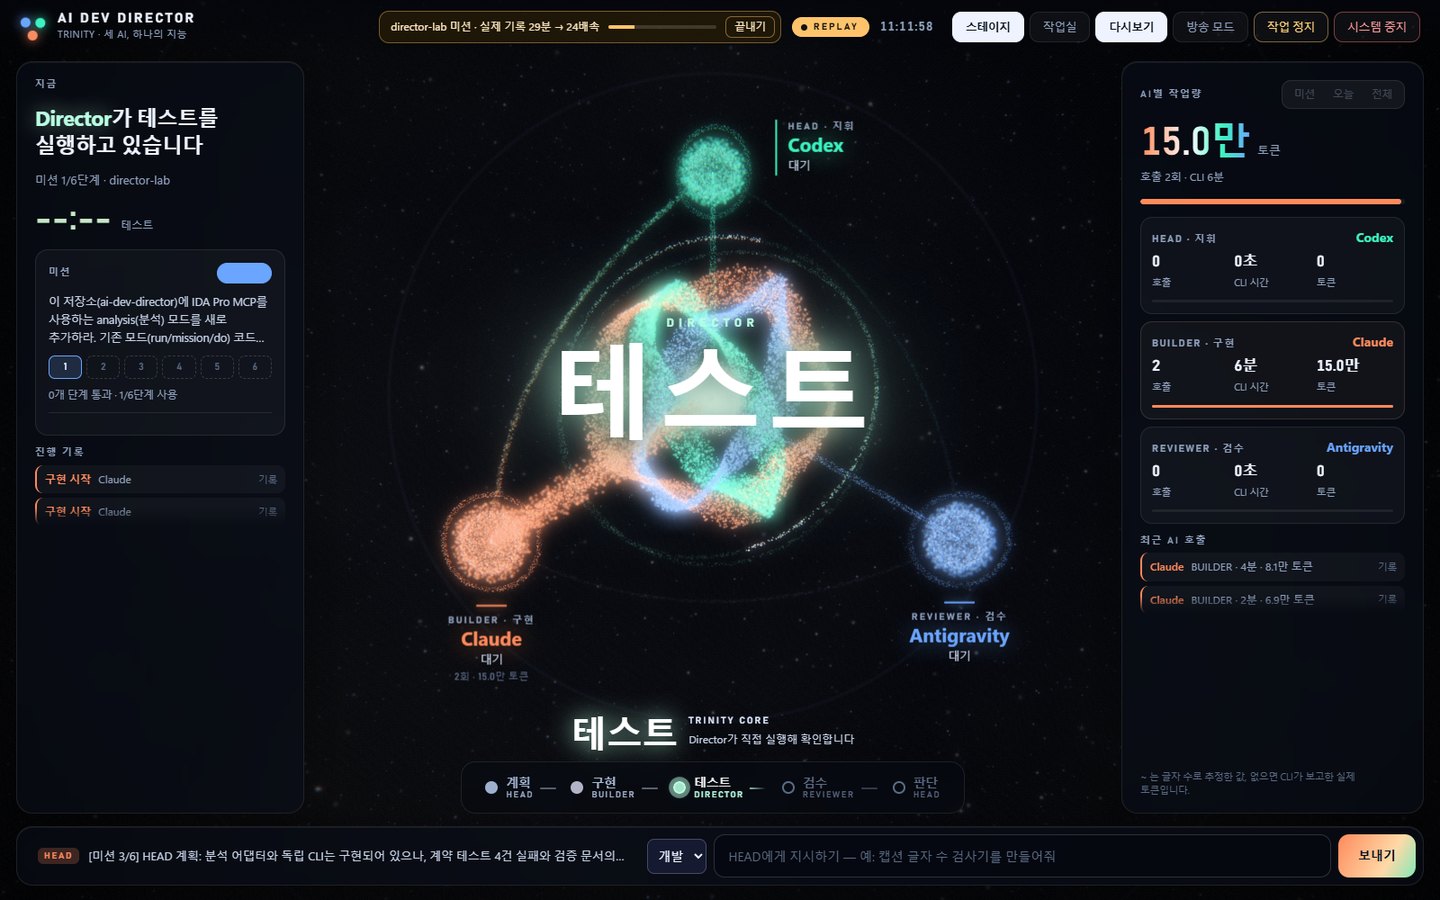 AI DEV DIRECTOR
TRINITY · 세 AI, 하나의 지능
director-lab 미션 · 실제 기록 29분 → 24배속
끝내기
REPLAY
11:11:58
스테이지
작업실
다시보기
방송 모드
작업 정지
시스템 중지
지금
Director가 테스트를
실행하고 있습니다
미션 1/6단계 · director-lab
--:-- 테스트
미션
이 저장소(ai-dev-director)에 IDA Pro MCP를
사용하는 analysis(분석) 모드를 새로
추가하라. 기존 모드(run/mission/do) 코드...
1 2 3 4 5 6
0개 단계 통과 · 1/6단계 사용
진행 기록
구현 시작 Claude 기록
구현 시작 Claude 기록
HEAD · 지휘
Codex
대기
DIRECTOR
테스트
BUILDER · 구현
Claude
대기
2회 · 15.0만 토큰
REVIEWER · 검수
Antigravity
대기
테스트
TRINITY CORE
Director가 직접 실행해 확인합니다
계획 HEAD
구현 BUILDER
테스트 DIRECTOR
검수 REVIEWER
판단 HEAD
AI별 작업량
미션 오늘 전체
15.0만 토큰
호출 2회 · CLI 6분
HEAD · 지휘 Codex
0 0초 0
호출 CLI 시간 토큰
BUILDER · 구현 Claude
2 6분 15.0만
호출 CLI 시간 토큰
REVIEWER · 검수 Antigravity
0 0초 0
호출 CLI 시간 토큰
최근 AI 호출
Claude BUILDER · 4분 · 8.1만 토큰 기록
Claude BUILDER · 2분 · 6.9만 토큰 기록
~ 는 글자 수로 추정한 값, 없으면 CLI가 보고한 실제
토큰입니다.
HEAD [미션 3/6] HEAD 계획: 분석 어댑터와 독립 CLI는 구현되어 있으나, 계약 테스트 4건 실패와 검증 문서의...
개발
HEAD에게 지시하기 — 예: 캡션 글자 수 검사기를 만들어줘
보내기